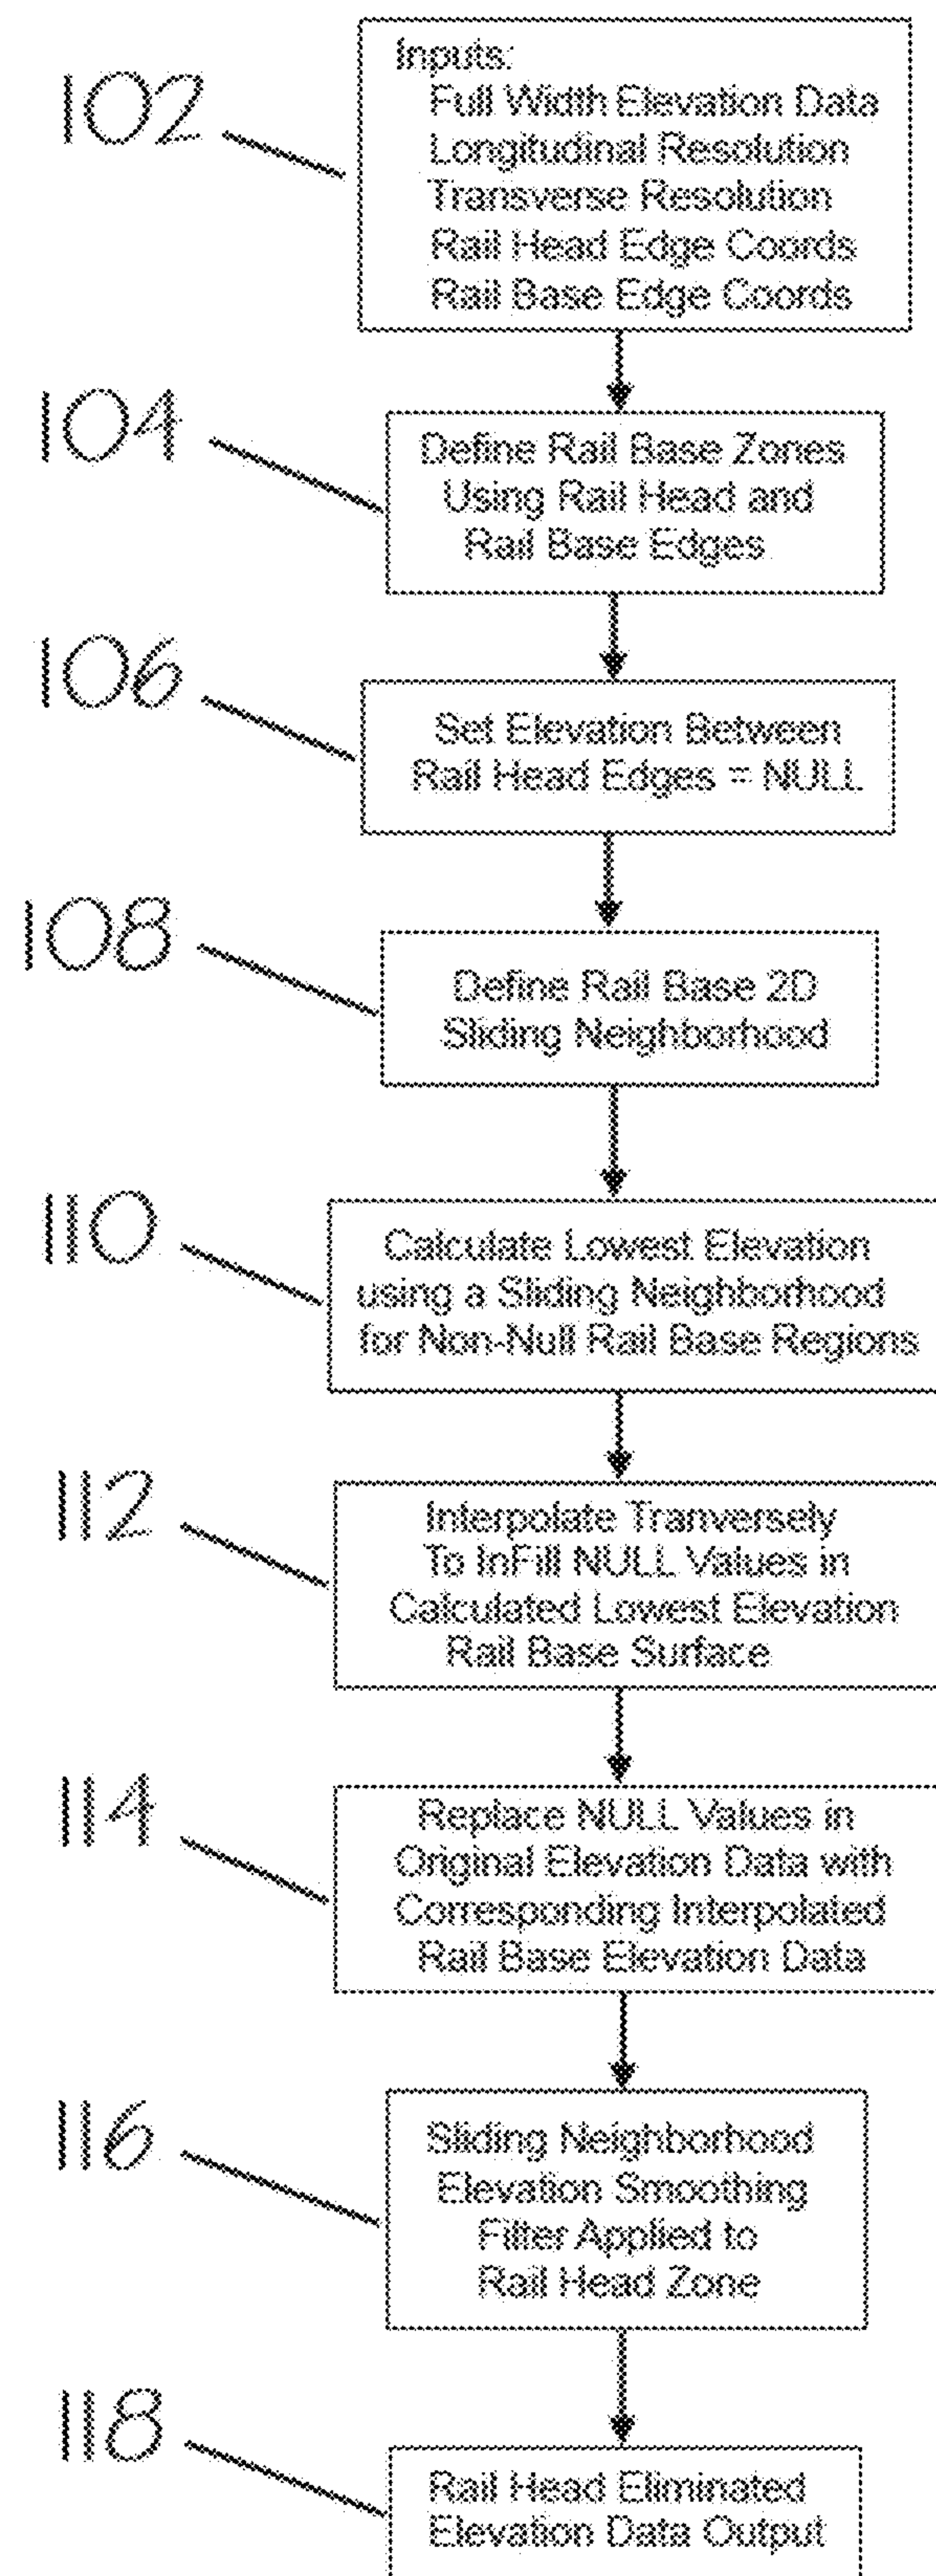 102
Inputs:
Full Width Elevation Data
Longitudinal Resolution
Transverse Resolution
Rail Head Edge Coords
Rail Base Edge Coords
104
Define Rail Base Zones
Using Rail Head and
Rail Base Edges
106
Set Elevation Between
Rail Head Edges = NULL
108
Define Rail Base 2D
Sliding Neighborhood
110
Calculate Lowest Elevation
using a Sliding Neighborhood
for Non-Null Rail Base Regions
112
Interpolate Tranversely
To InFill NULL Values in
Calculated Lowest Elevation
Rail Base Surface
114
Replace NULL Values in
Original Elevation Data with
Corresponding Interpolated
Rail Base Elevation Data
116
Sliding Neighborhood
Elevation Smoothing
Filter Applied to
Rail Head Zone
118
Rail Head Eliminated
Elevation Data Output